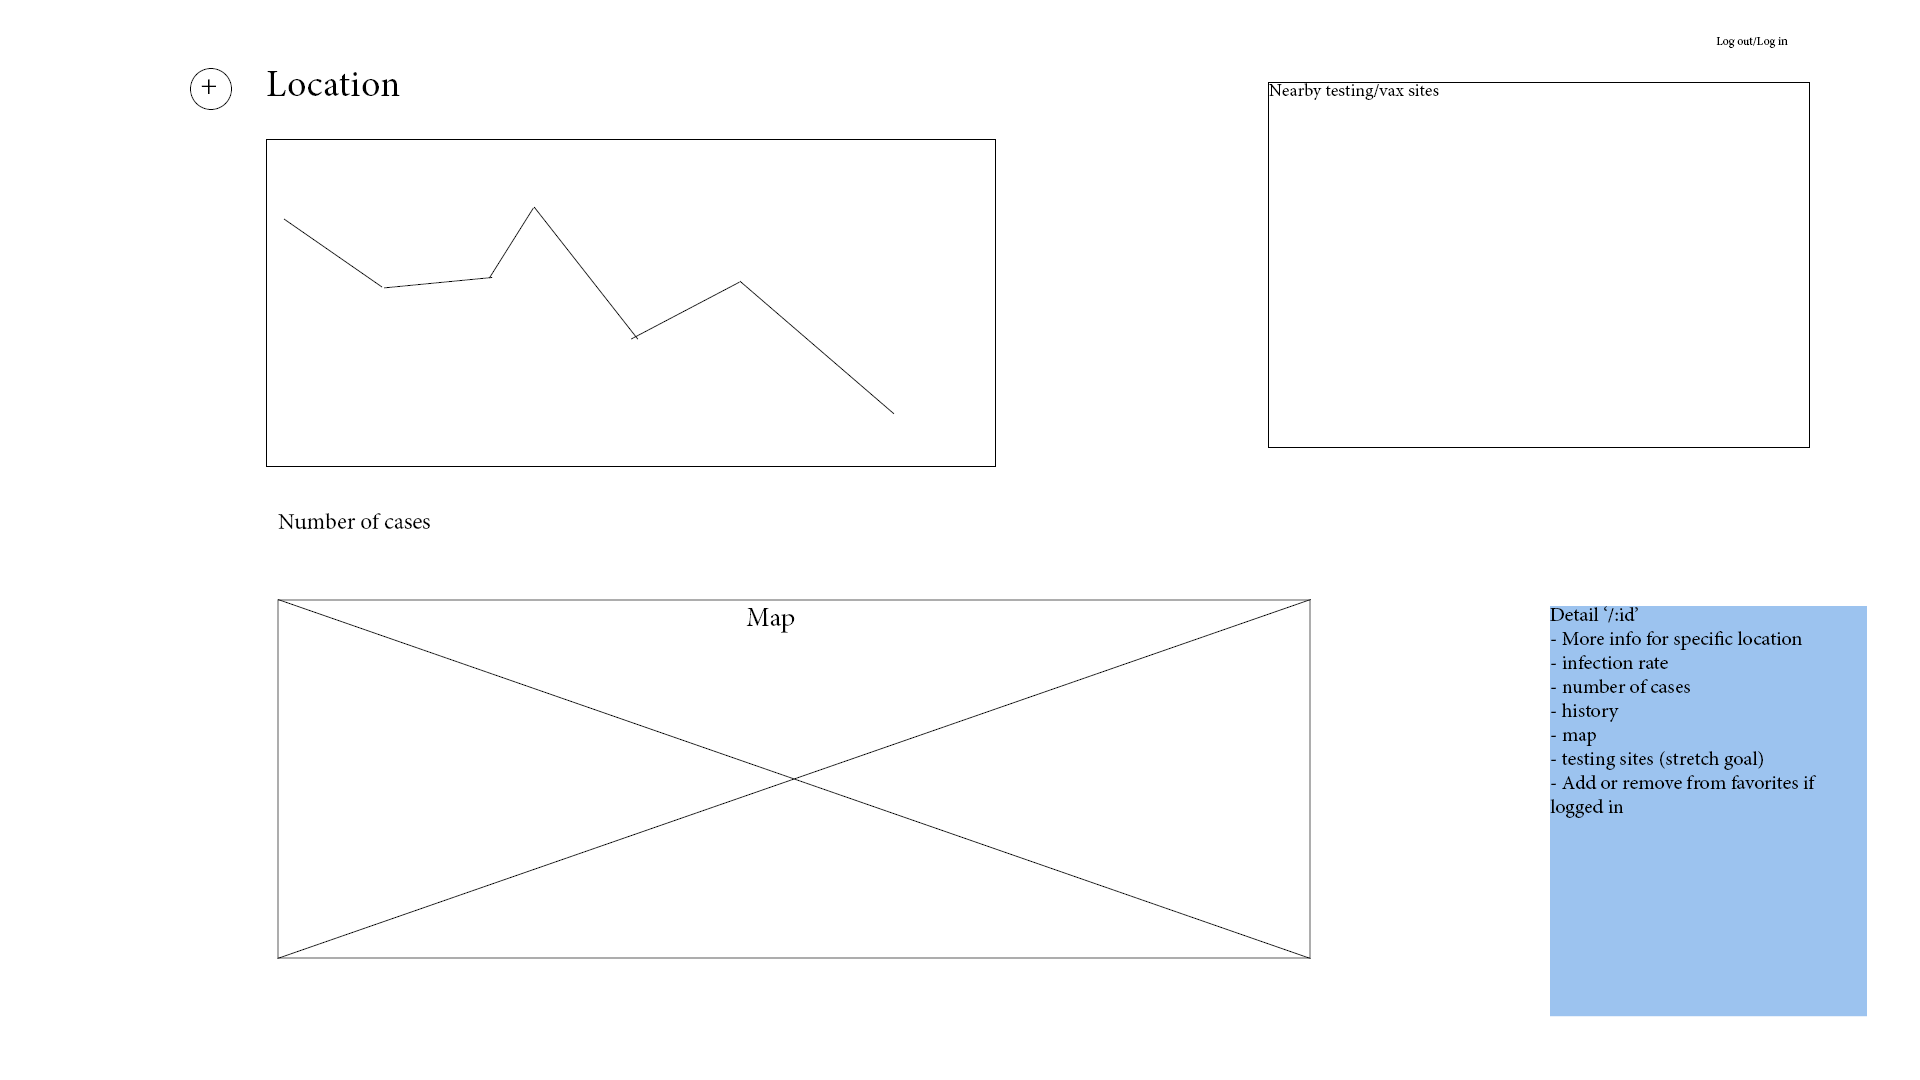 Log out/Log in
+
Location
Nearby testing/vax sites
Number of cases
Map
Detail ‘/:id’
- More info for specific location
- infection rate
- number of cases
- history
- map
- testing sites (stretch goal)
- Add or remove from favorites if
logged in